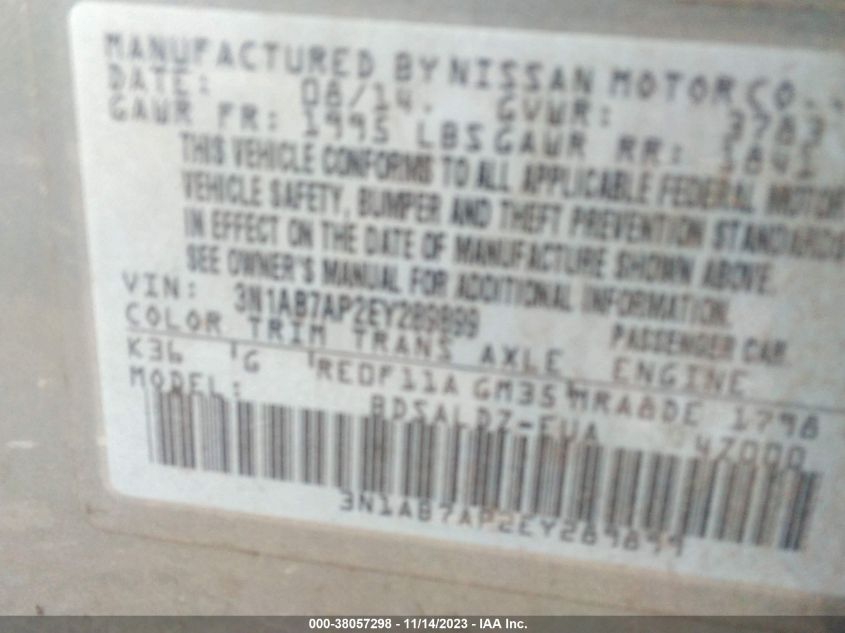 MANUFACTURED BY NISSAN MOTOR CO.
DATE: 08/14. GVWR: 3783
GAWR FR: 1995 LBS GAWR RR: 1841
THIS VEHICLE CONFORMS TO ALL APPLICABLE FEDERAL MOTOR
VEHICLE SAFETY, BUMPER AND THEFT PREVENTION STANDARDS
IN EFFECT ON THE DATE OF MANUFACTURE SHOWN ABOVE.
SEE OWNER'S MANUAL FOR ADDITIONAL INFORMATION.
VIN: 3N1AB7AP2EY289899 PASSENGER CAR
COLOR TRIM TRANS AXLE ENGINE
K36 G RE0F11A GM35 MRA8DE 1798
MODEL: BDSALDZ-EUA 4Z000
3N1AB7AP2EY289899
000-38057298 - 11/14/2023 - IAAI.com.